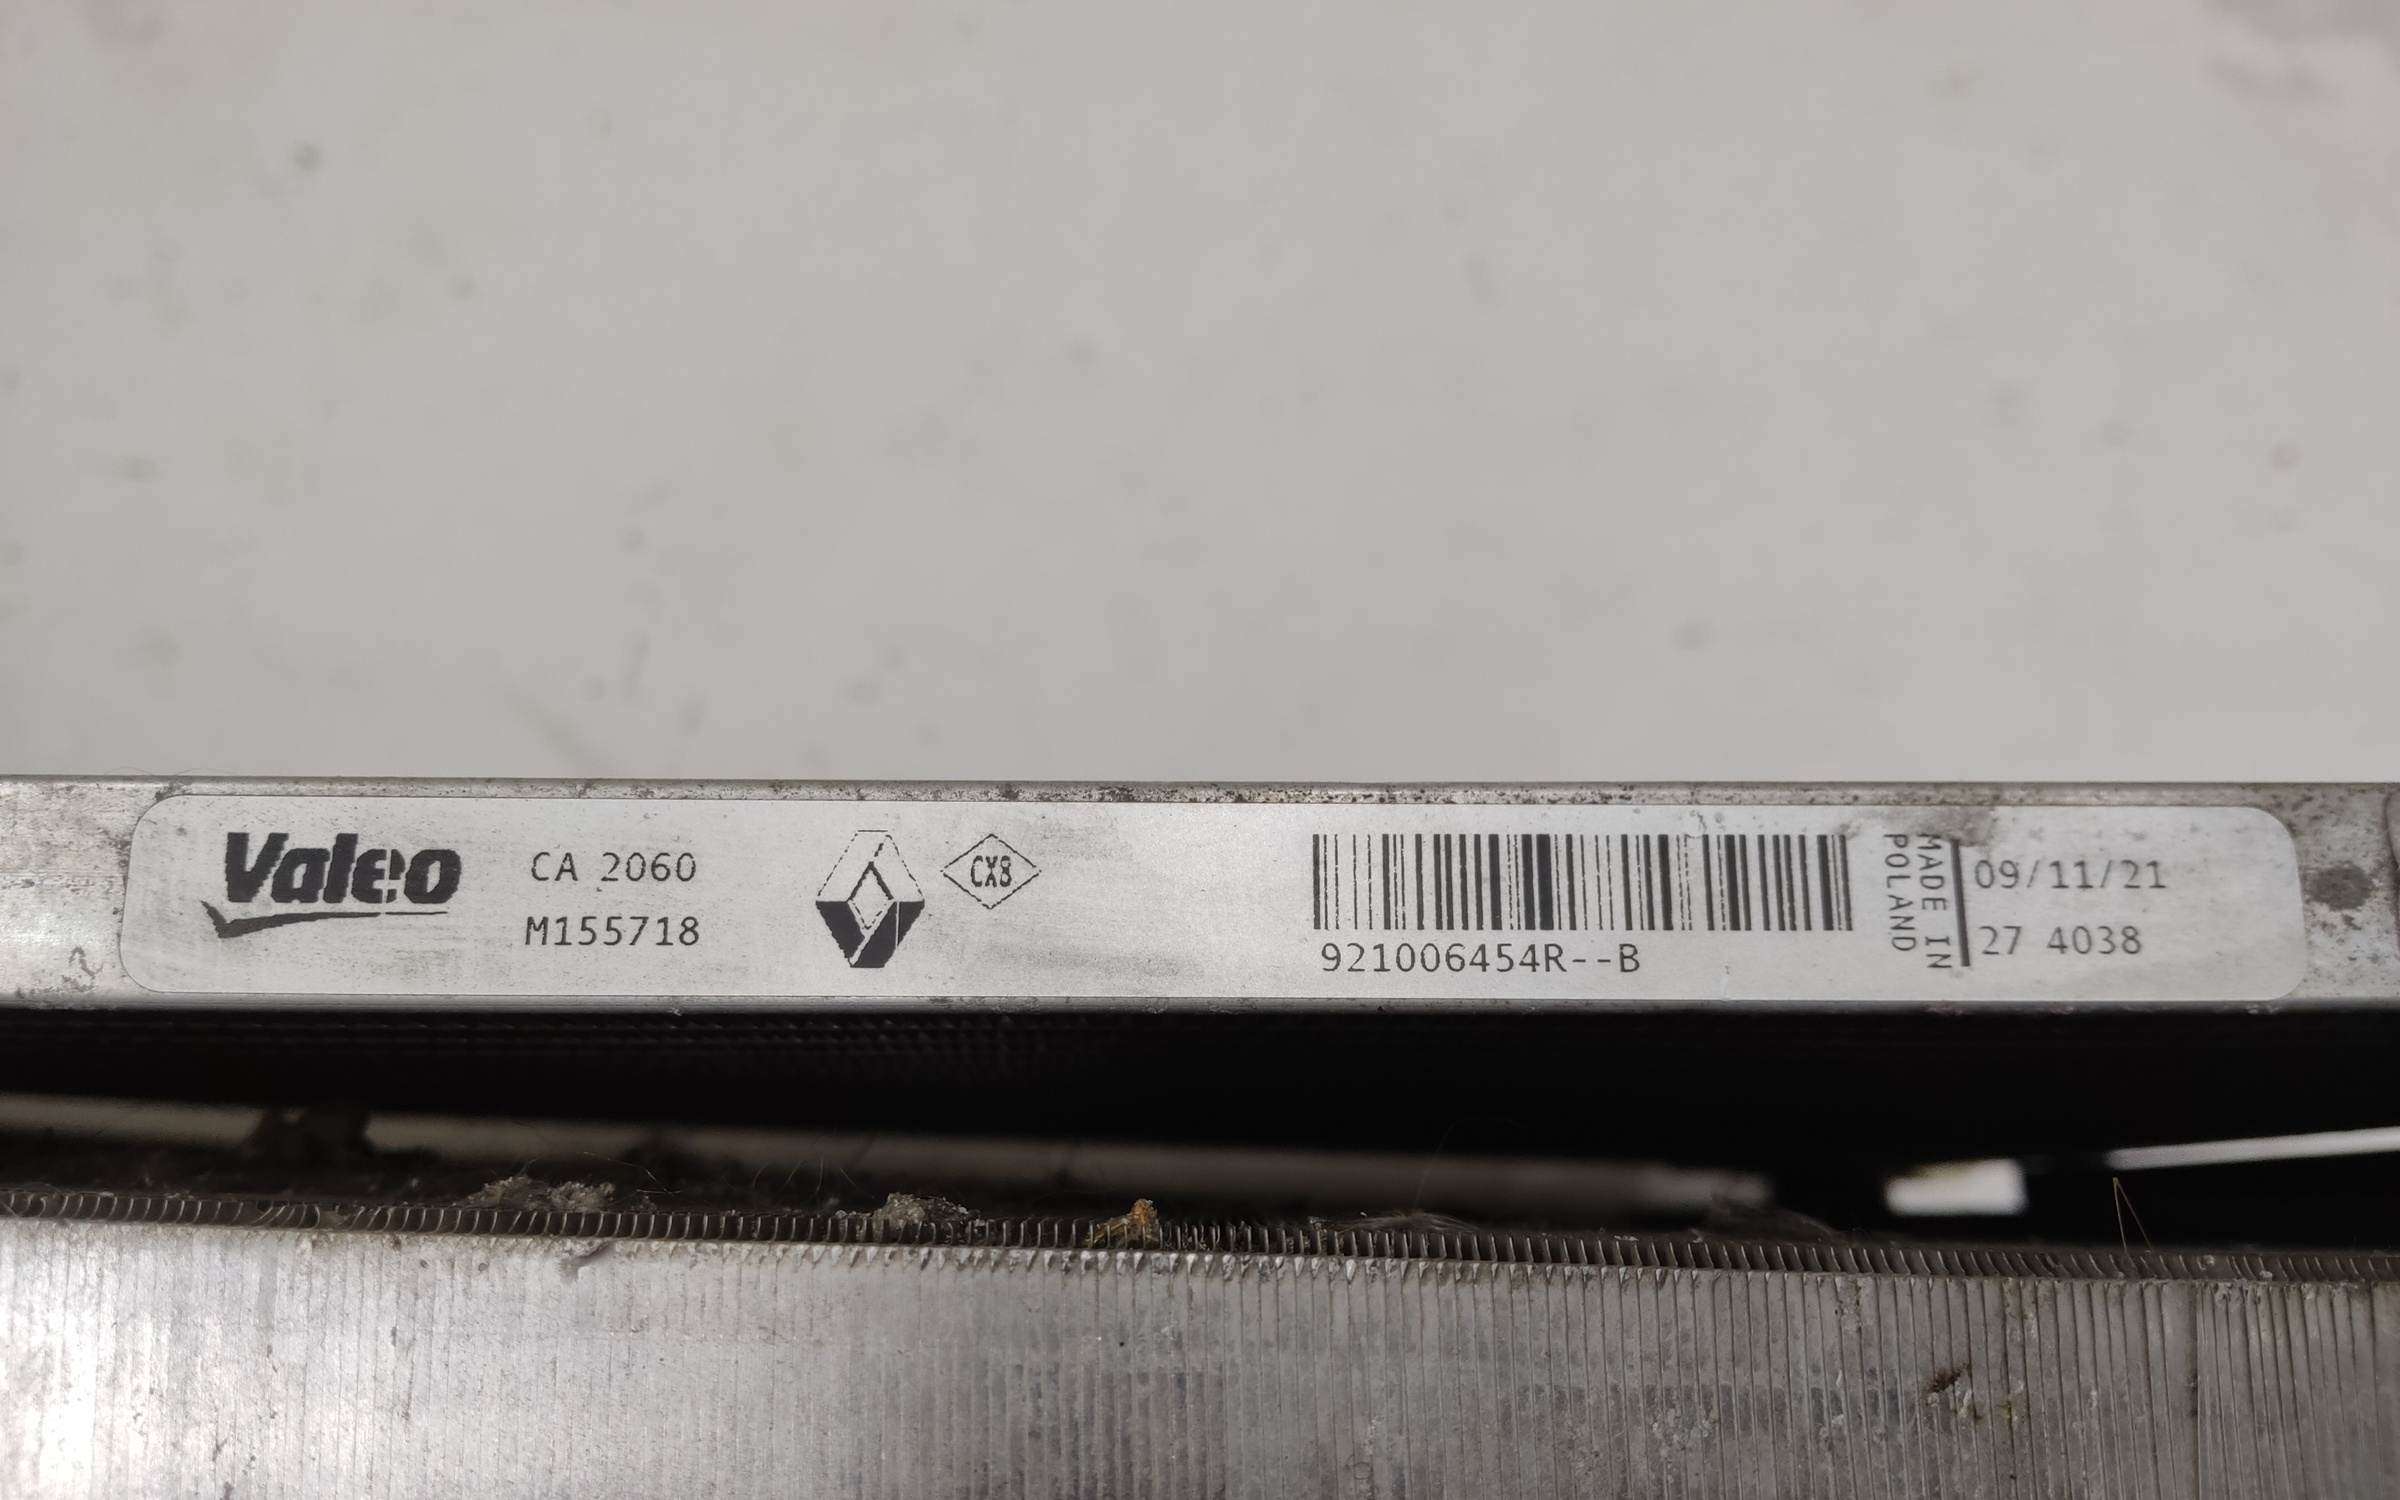 Valeo
CA 2060
M155718
CX8
921006454R--B
MADE IN
POLAND
09/11/21
27 4038